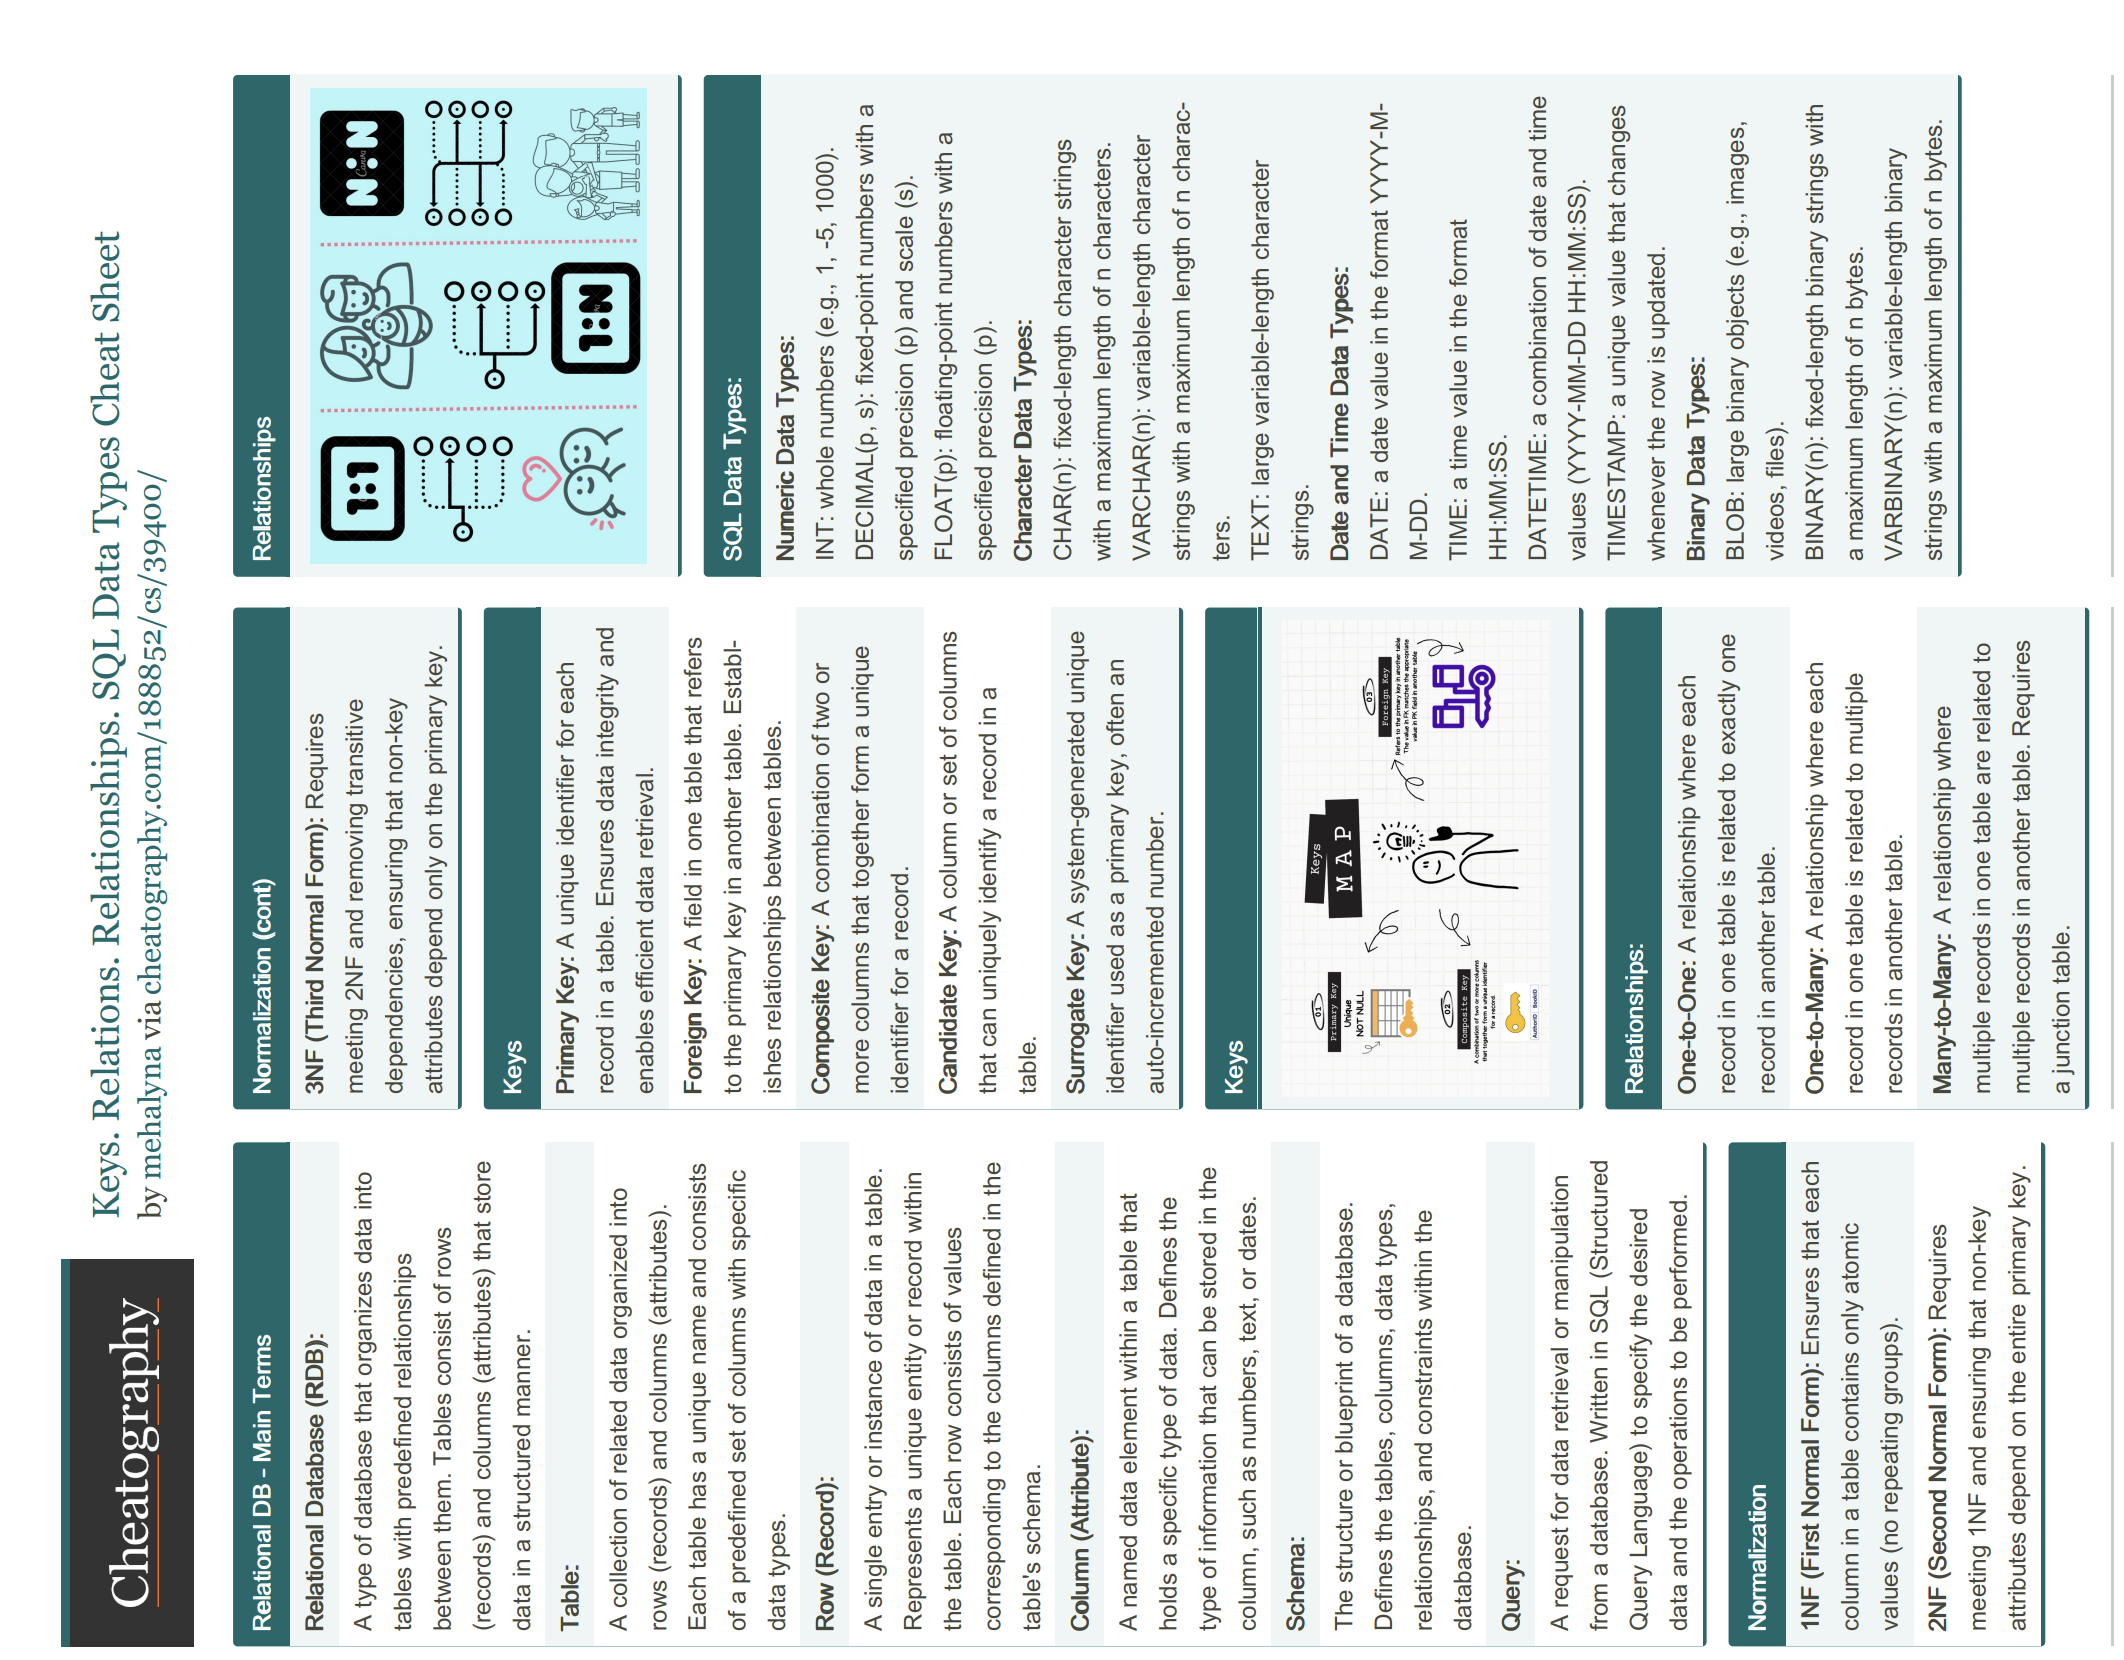 Cheatography
Keys. Relations. Relationships. SQL Data Types Cheat Sheet
by mehalyna via cheatography.com/188852/cs/39400/
Relational DB - Main Terms
Relational Database (RDB):
A type of database that organizes data into
tables with predefined relationships
between them. Tables consist of rows
(records) and columns (attributes) that store
data in a structured manner.
Table:
A collection of related data organized into
rows (records) and columns (attributes).
Each table has a unique name and consists
of a predefined set of columns with specific
data types.
Row (Record):
A single entry or instance of data in a table.
Represents a unique entity or record within
the table. Each row consists of values
corresponding to the columns defined in the
table's schema.
Column (Attribute):
A named data element within a table that
holds a specific type of data. Defines the
type of information that can be stored in the
column, such as numbers, text, or dates.
Schema:
The structure or blueprint of a database.
Defines the tables, columns, data types,
relationships, and constraints within the
database.
Query:
A request for data retrieval or manipulation
from a database. Written in SQL (Structured
Query Language) to specify the desired
data and the operations to be performed.
Normalization
1NF (First Normal Form): Ensures that each
column in a table contains only atomic
values (no repeating groups).
2NF (Second Normal Form): Requires
meeting 1NF and ensuring that non-key
attributes depend on the entire primary key.
Normalization (cont)
3NF (Third Normal Form): Requires
meeting 2NF and removing transitive
dependencies, ensuring that non-key
attributes depend only on the primary key.
Keys
Primary Key: A unique identifier for each
record in a table. Ensures data integrity and
enables efficient data retrieval.
Foreign Key: A field in one table that refers
to the primary key in another table. Establ-
ishes relationships between tables.
Composite Key: A combination of two or
more columns that together form a unique
identifier for a record.
Candidate Key: A column or set of columns
that can uniquely identify a record in a
table.
Surrogate Key: A system-generated unique
identifier used as a primary key, often an
auto-incremented number.
Keys
Keys
MAP
01
Primary Key
Unique
NOT NULL
02
Composite Key
A combination of two or more columns
that together form a unique identifier
for a record.
AuthorID BookID
03
Foreign Key
Refers to the primary key in another table
The value in FK matches the appropriate
value in PK field in another table
Relationships:
One-to-One: A relationship where each
record in one table is related to exactly one
record in another table.
One-to-Many: A relationship where each
record in one table is related to multiple
records in another table.
Many-to-Many: A relationship where
multiple records in one table are related to
multiple records in another table. Requires
a junction table.
Relationships
1:1
1:N
N:N
SQL Data Types:
Numeric Data Types:
INT: whole numbers (e.g., 1, -5, 1000).
DECIMAL(p, s): fixed-point numbers with a
specified precision (p) and scale (s).
FLOAT(p): floating-point numbers with a
specified precision (p).
Character Data Types:
CHAR(n): fixed-length character strings
with a maximum length of n characters.
VARCHAR(n): variable-length character
strings with a maximum length of n charac-
ters.
TEXT: large variable-length character
strings.
Date and Time Data Types:
DATE: a date value in the format YYYY-M-
M-DD.
TIME: a time value in the format
HH:MM:SS.
DATETIME: a combination of date and time
values (YYYY-MM-DD HH:MM:SS).
TIMESTAMP: a unique value that changes
whenever the row is updated.
Binary Data Types:
BLOB: large binary objects (e.g., images,
videos, files).
BINARY(n): fixed-length binary strings with
a maximum length of n bytes.
VARBINARY(n): variable-length binary
strings with a maximum length of n bytes.